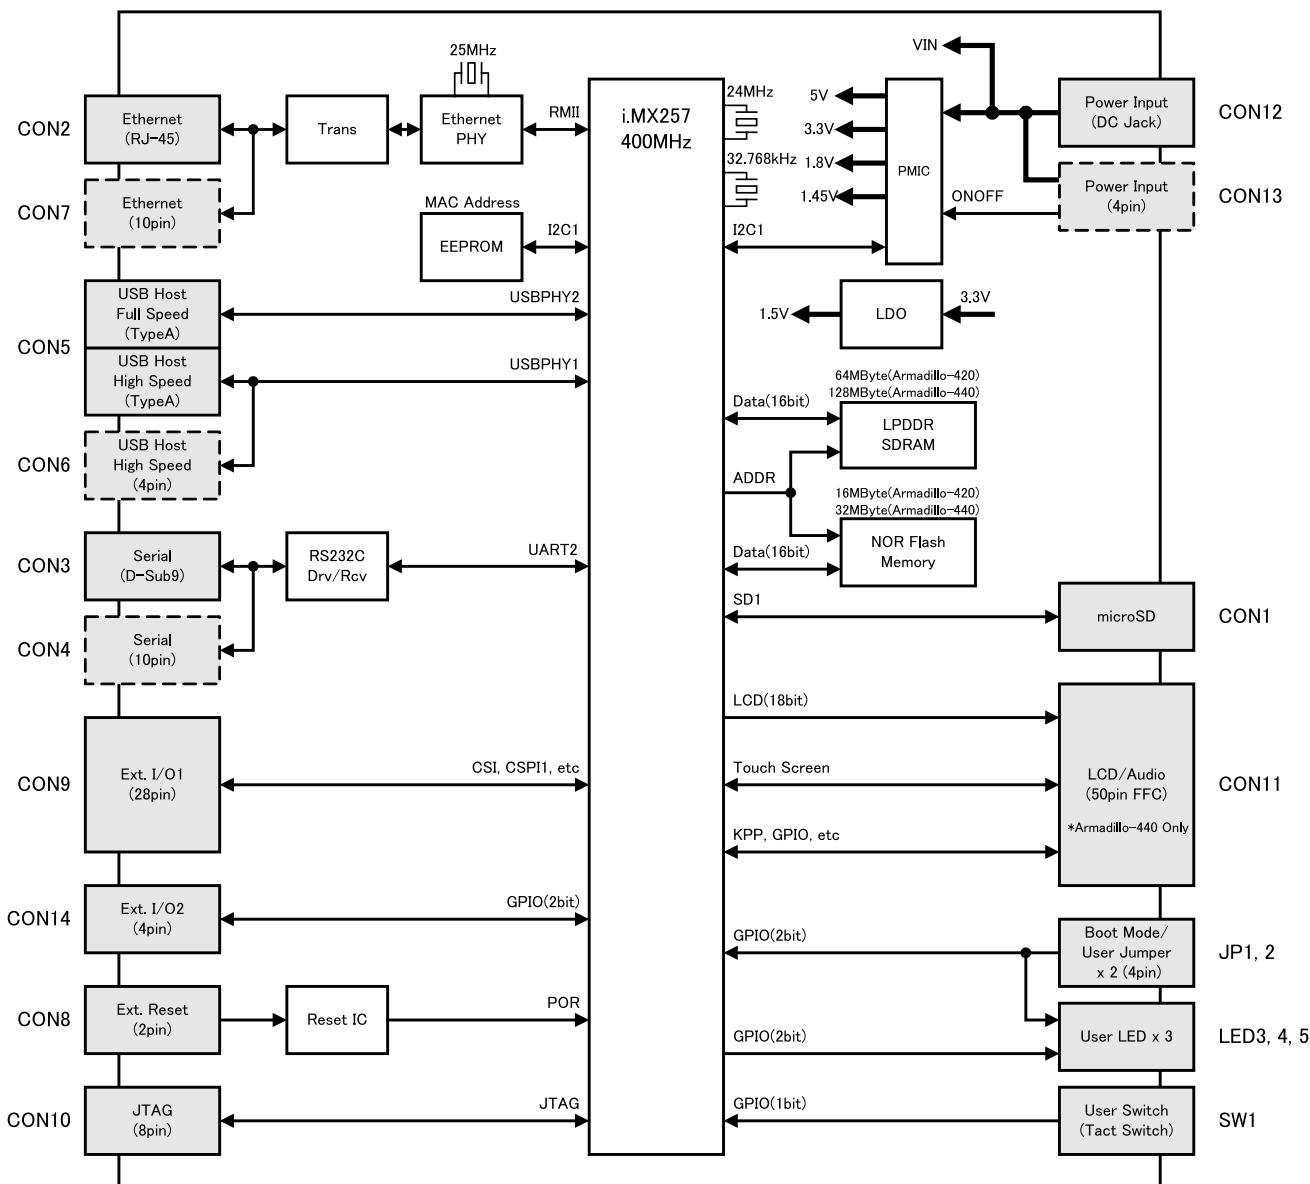 25MHz
VIN
CON2
Ethernet
(RJ-45)
Trans
Ethernet
PHY
RMII
i.MX257
400MHz
24MHz
32.768kHz
5V
3.3V
1.8V
1.45V
PMIC
Power Input
(DC Jack)
CON12
CON7
Ethernet
(10pin)
ONOFF
Power Input
(4pin)
CON13
MAC Address
EEPROM
I2C1
I2C1
CON5
USB Host
Full Speed
(TypeA)
USBPHY2
1.5V
LDO
3.3V
USB Host
High Speed
(TypeA)
USBPHY1
64MByte(Armadillo-420)
128MByte(Armadillo-440)
Data(16bit)
LPDDR
SDRAM
CON6
USB Host
High Speed
(4pin)
ADDR
16MByte(Armadillo-420)
32MByte(Armadillo-440)
NOR Flash
Memory
Data(16bit)
CON3
Serial
(D-Sub9)
RS232C
Drv/Rcv
UART2
SD1
microSD
CON1
CON4
Serial
(10pin)
LCD(18bit)
CON9
Ext. I/O1
(28pin)
CSI, CSPI1, etc
Touch Screen
LCD/Audio
(50pin FFC)
*Armadillo-440 Only
CON11
KPP, GPIO, etc
CON14
Ext. I/O2
(4pin)
GPIO(2bit)
GPIO(2bit)
Boot Mode/
User Jumper
x 2 (4pin)
JP1, 2
CON8
Ext. Reset
(2pin)
Reset IC
POR
GPIO(2bit)
User LED x 3
LED3, 4, 5
CON10
JTAG
(8pin)
JTAG
GPIO(1bit)
User Switch
(Tact Switch)
SW1